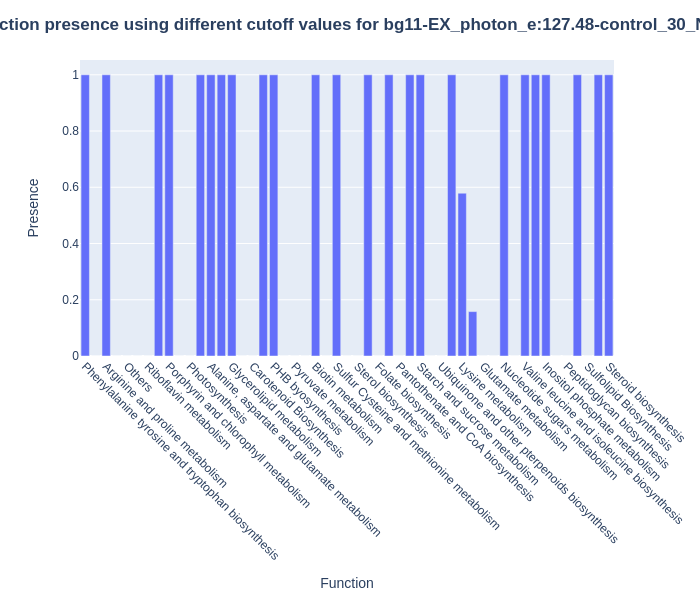 ction presence using different cutoff values for bg11-EX_photon_e:127.48-control_30_
Presence
1
0.8
0.6
0.4
0.2
0
Phenylalanine tyrosine and tryptophan biosynthesis
Arginine and proline metabolism
Others
Riboflavin metabolism
Porphyrin and chlorophyll metabolism
Photosynthesis
Alanine, aspartate and glutamate metabolism
Glycerolipid metabolism
Carotenoid Biosynthesis
PHB byosynthesis
Pyruvate metabolism
Biotin metabolism
Sulfur Cysteine and methionine metabolism
Sterol biosynthesis
Folate biosynthesis
Pantothenate and CoA biosynthesis
Starch and sucrose metabolism
Ubiquinone and other pterpenoids biosynthesis
Lysine metabolism
Glutamate metabolism
Nucleotide sugars metabolism
Valine leucine and isoleucine biosynthesis
Inositol phosphate metabolism
Peptidoglycan biosynthesis
Sulfolipid Biosynthesis
Steroid biosynthesis
Function